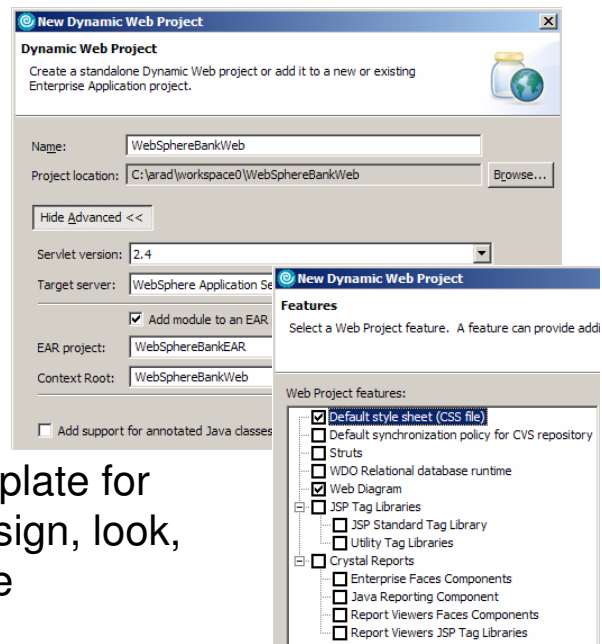 New Dynamic Web Project
Dynamic Web Project
Create a standalone Dynamic Web project or add it to a new or existing
Enterprise Application project.
Name: WebSphereBankWeb
Project location: C:\arad\workspace0\WebSphereBankWeb Browse...
Hide Advanced <<
Servlet version: 2.4
Target server: WebSphere Application Se
Add module to an EAR
EAR project: WebSphereBankEAR
Context Root: WebSphereBankWeb
Add support for annotated Java classes
New Dynamic Web Project
Features
Select a Web Project feature. A feature can provide addi
Web Project features:
Default style sheet (CSS file)
Default synchronization policy for CVS repository
Struts
WDO Relational database runtime
Web Diagram
JSP Tag Libraries
JSP Standard Tag Library
Utility Tag Libraries
Crystal Reports
Enterprise Faces Components
Java Reporting Component
Report Viewers Faces Components
Report Viewers JSP Tag Libraries
plate for
sign, look,
e